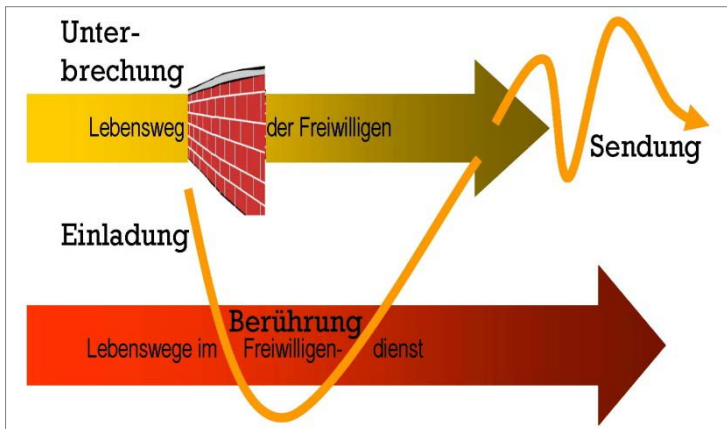 Unter-
brechung
Lebensweg der Freiwilligen
Sendung
Einladung
Berührung
Lebenswege im Freiwilligen- dienst